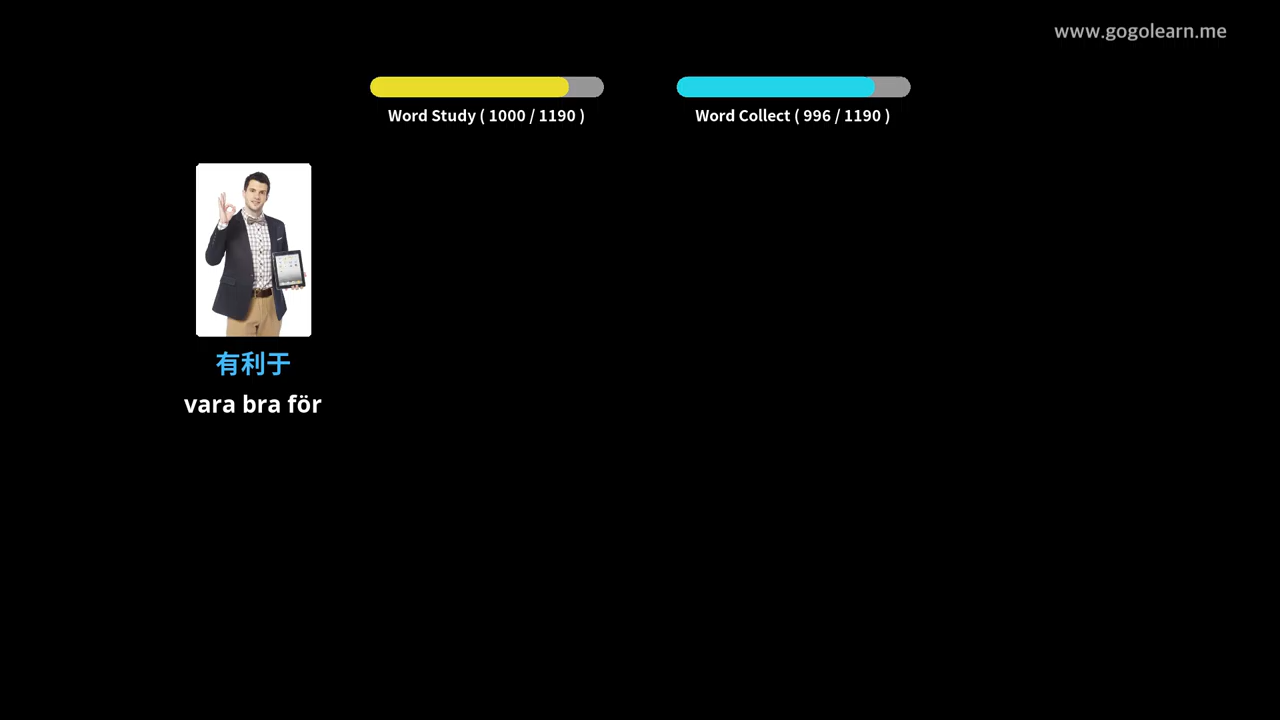 www.gogolearn.me
Word Study ( 1000 / 1190 )
Word Collect ( 996 / 1190 )
有利于
vara bra för